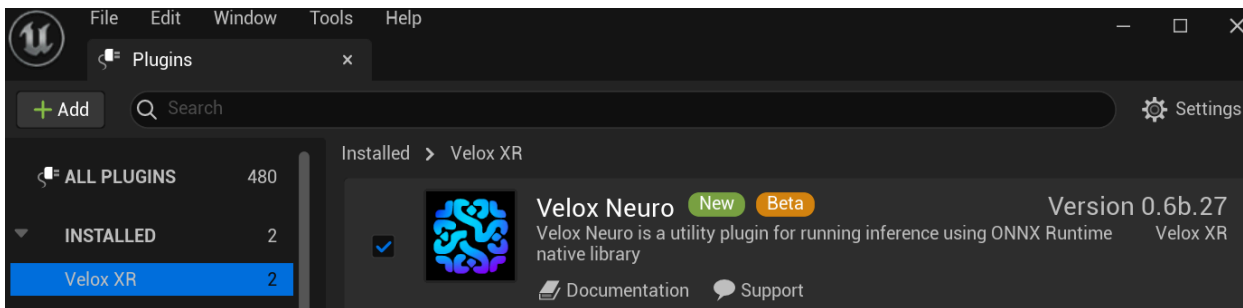 File Edit Window Tools Help
Plugins
Add Search Settings
Installed > Velox XR
ALL PLUGINS 480
INSTALLED 2
Velox XR 2
Velox Neuro New Beta Version 0.6b.27
Velox Neuro is a utility plugin for running inference using ONNX Runtime Velox XR
native library
Documentation Support